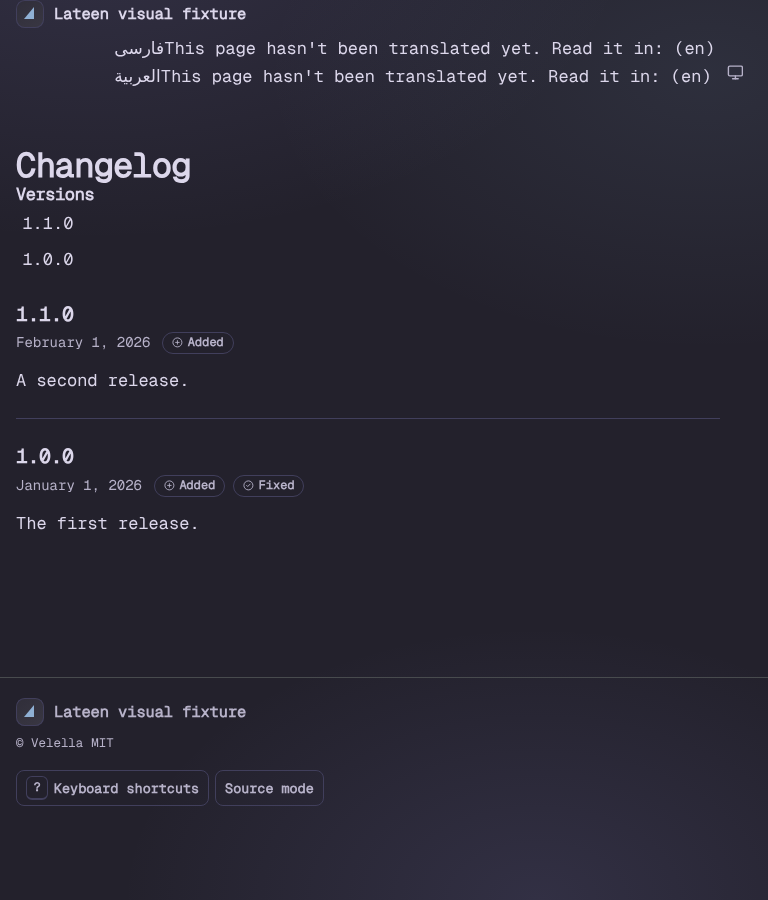 Lateen visual fixture
فارسیThis page hasn't been translated yet. Read it in: (en)
العربيةThis page hasn't been translated yet. Read it in: (en)
Changelog
Versions
1.1.0
1.0.0
1.1.0
February 1, 2026 Added
A second release.
1.0.0
January 1, 2026 Added Fixed
The first release.
Lateen visual fixture
© Velella MIT
? Keyboard shortcuts Source mode